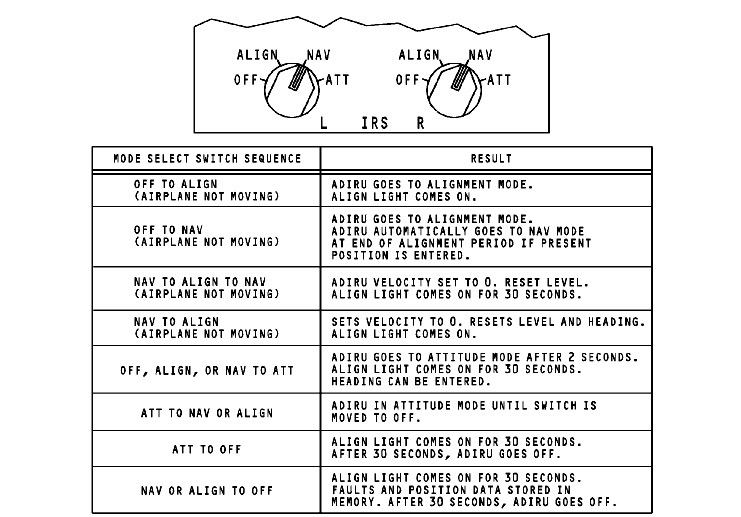 ALIGN NAV ALIGN NAV
OFF ATT OFF ATT
L IRS R
MODE SELECT SWITCH SEQUENCE RESULT
OFF TO ALIGN
(AIRPLANE NOT MOVING)
ADIRU GOES TO ALIGNMENT MODE.
ALIGN LIGHT COMES ON.
OFF TO NAV
(AIRPLANE NOT MOVING)
ADIRU GOES TO ALIGNMENT MODE.
ADIRU AUTOMATICALLY GOES TO NAV MODE
AT END OF ALIGNMENT PERIOD IF PRESENT
POSITION IS ENTERED.
NAV TO ALIGN TO NAV
(AIRPLANE NOT MOVING)
ADIRU VELOCITY SET TO 0. RESET LEVEL.
ALIGN LIGHT COMES ON FOR 30 SECONDS.
NAV TO ALIGN
(AIRPLANE NOT MOVING)
SETS VELOCITY TO 0. RESETS LEVEL AND HEADING.
ALIGN LIGHT COMES ON.
OFF, ALIGN, OR NAV TO ATT
ADIRU GOES TO ATTITUDE MODE AFTER 2 SECONDS.
ALIGN LIGHT COMES ON FOR 30 SECONDS.
HEADING CAN BE ENTERED.
ATT TO NAV OR ALIGN
ADIRU IN ATTITUDE MODE UNTIL SWITCH IS
MOVED TO OFF.
ATT TO OFF
ALIGN LIGHT COMES ON FOR 30 SECONDS.
AFTER 30 SECONDS, ADIRU GOES OFF.
NAV OR ALIGN TO OFF
ALIGN LIGHT COMES ON FOR 30 SECONDS.
FAULTS AND POSITION DATA STORED IN
MEMORY. AFTER 30 SECONDS, ADIRU GOES OFF.